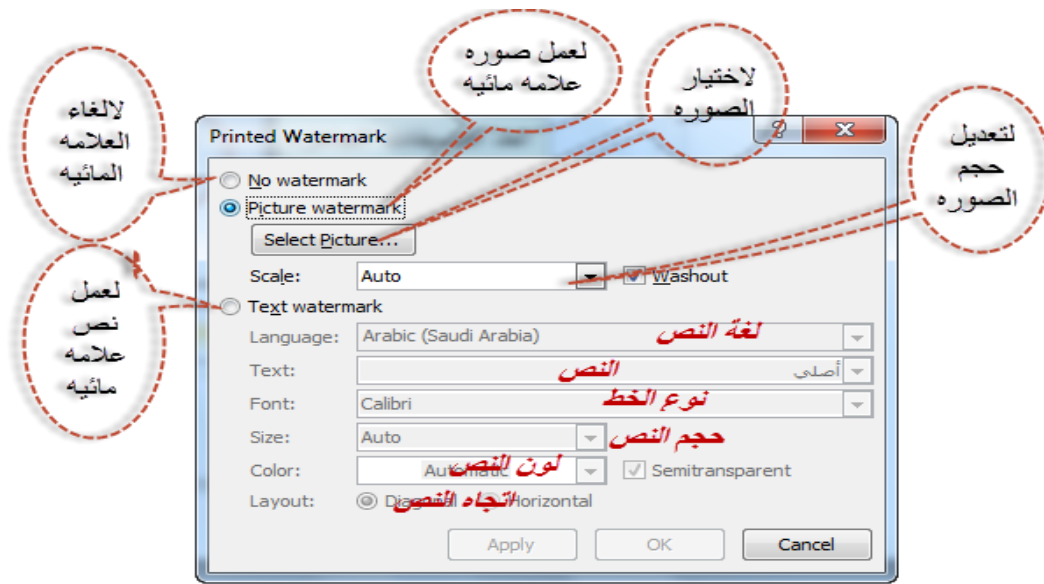 لعمل صوره
علامه مائيه
لاختيار
الصوره
لالغاء
العلامه
المائيه
لتعديل
حجم
الصوره
لعمل
نص
علامه
مائيه
Printed Watermark
No watermark
Picture watermark
Select Picture...
Scale: Auto Washout
Text watermark
Language: Arabic (Saudi Arabia) لغة النص
Text: النص أصلي
Font: Calibri نوع الخط
Size: Auto حجم النص
Color: Automatic لون النص Semitransparent
Layout: Diagonal اتجاه النص Horizontal
Apply OK Cancel